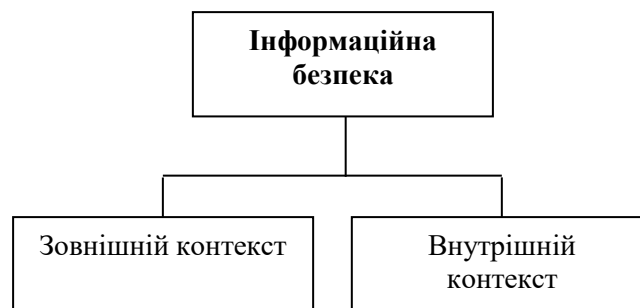 Інформаційна
безпека
Зовнішній контекст
Внутрішній
контекст